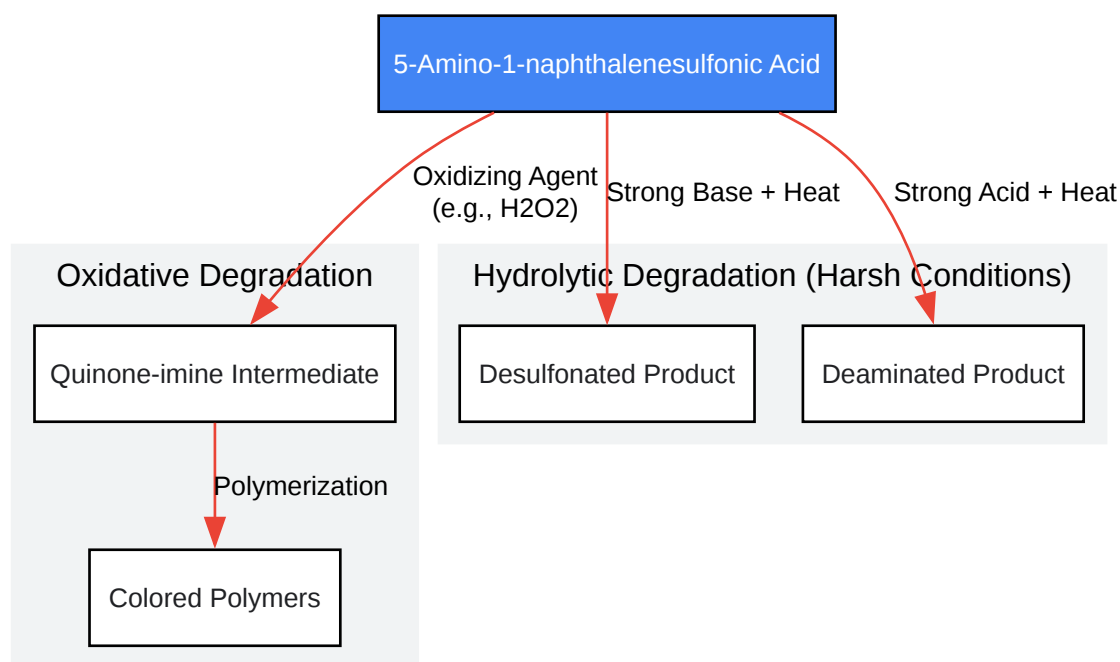 5-Amino-1-naphthalenesulfonic Acid
Oxidizing Agent
(e.g., H2O2)
Strong Base + Heat
Strong Acid + Heat
Oxidative Degradation
Hydrolytic Degradation (Harsh Conditions)
Quinone-imine Intermediate
Desulfonated Product
Deaminated Product
Polymerization
Colored Polymers